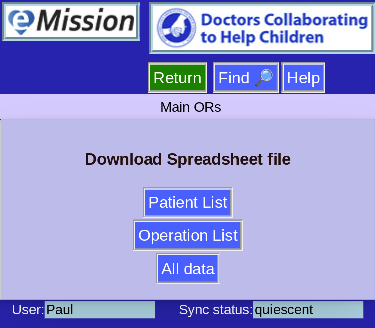 eMission
Doctors Collaborating
to Help Children
Return Find 🔎 Help
Main ORs
Download Spreadsheet file
Patient List
Operation List
All data
User: Paul Sync status: quiescent